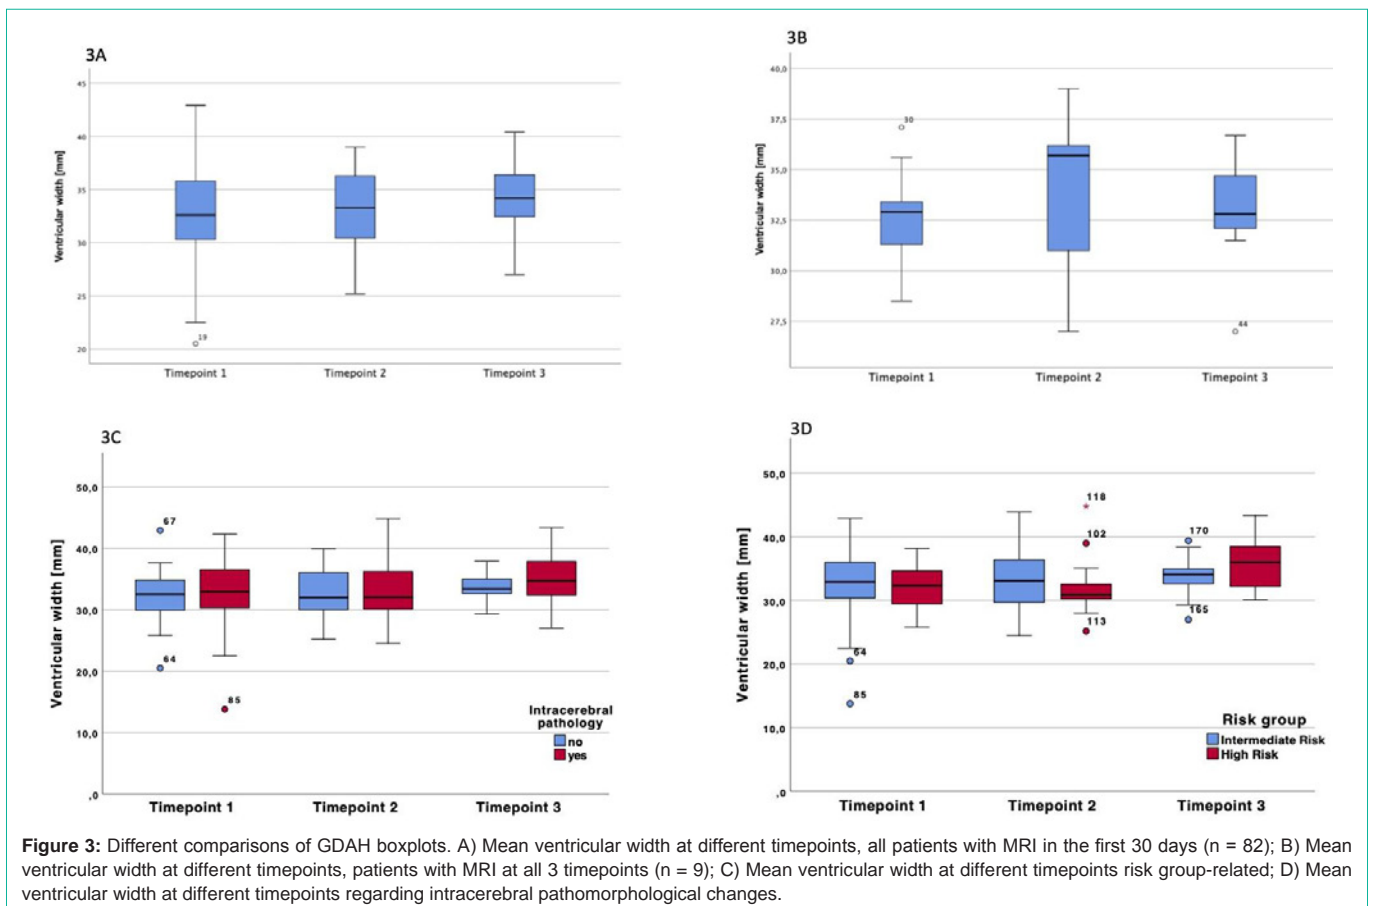 3A
Ventricular width [mm]
45
40
35
30
25
20
19
Timepoint 1
Timepoint 2
Timepoint 3
3B
Ventricular width [mm]
40,0
37,5
35,0
32,5
30,0
27,5
30
44
Timepoint 1
Timepoint 2
Timepoint 3
3C
Ventricular width [mm]
50,0
40,0
30,0
20,0
10,0
,0
67
64
85
Intracerebral
pathology
no
yes
Timepoint 1
Timepoint 2
Timepoint 3
3D
Ventricular width [mm]
50,0
40,0
30,0
20,0
10,0
,0
64
85
118
102
113
170
165
Risk group
Intermediate Risk
High Risk
Timepoint 1
Timepoint 2
Timepoint 3
Figure 3: Different comparisons of GDAH boxplots. A) Mean ventricular width at different timepoints, all patients with MRI in the first 30 days (n = 82); B) Mean
ventricular width at different timepoints, patients with MRI at all 3 timepoints (n = 9); C) Mean ventricular width at different timepoints risk group-related; D) Mean
ventricular width at different timepoints regarding intracerebral pathomorphological changes.